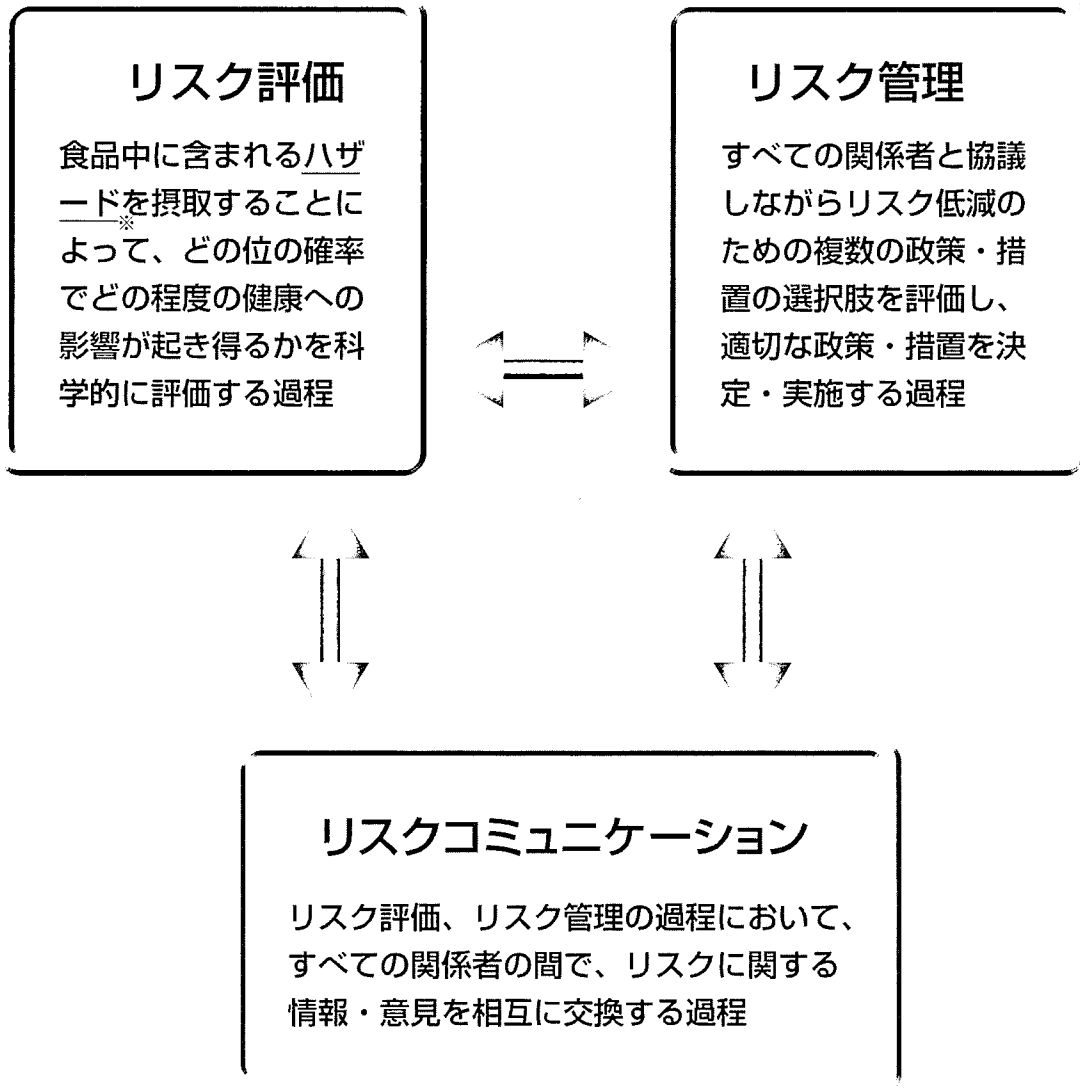 リスク評価
食品中に含まれるハザ
ード※を摂取することに
よって、どの位の確率
でどの程度の健康への
影響が起き得るかを科
学的に評価する過程
リスク管理
すべての関係者と協議
しながらリスク低減の
ための複数の政策・措
置の選択肢を評価し、
適切な政策・措置を決
定・実施する過程
リスクコミュニケーション
リスク評価、リスク管理の過程において、
すべての関係者の間で、リスクに関する
情報・意見を相互に交換する過程